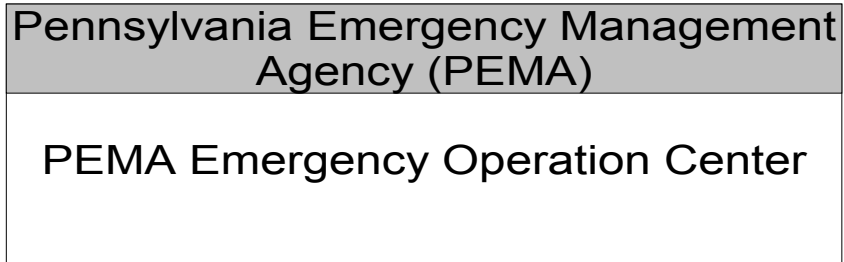 Pennsylvania Emergency Management
Agency (PEMA)
PEMA Emergency Operation Center